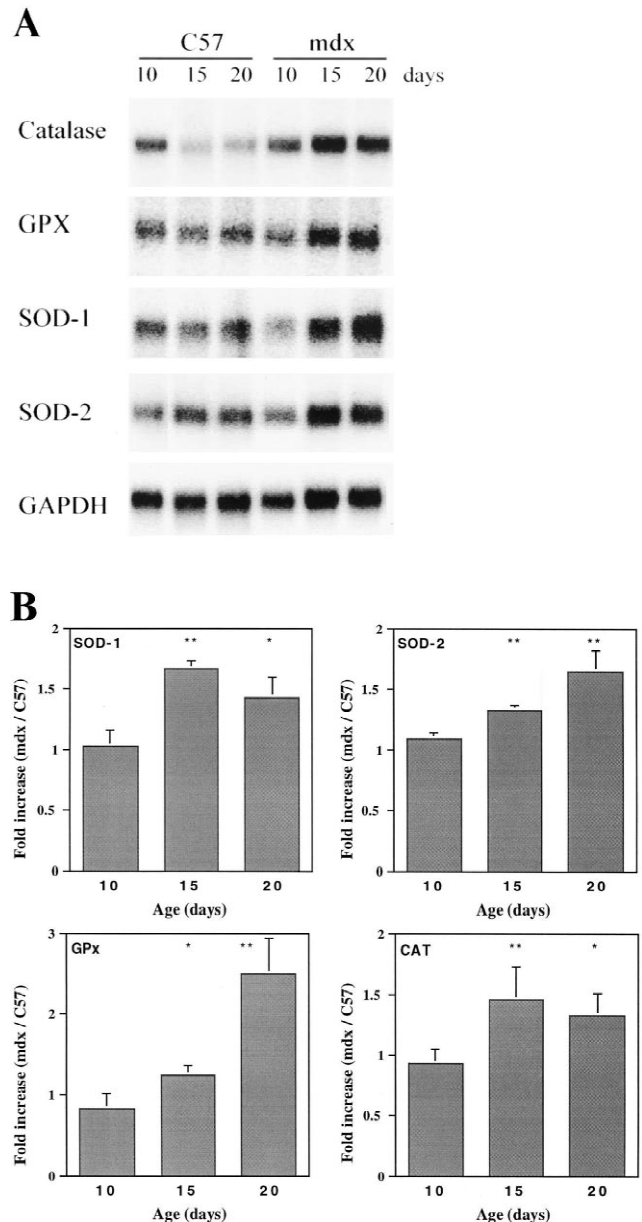 A
C57 mdx
10 15 20 10 15 20 days
Catalase
GPX
SOD-1
SOD-2
GAPDH
B
SOD-1
** *
2
1.5
1
0.5
0
Fold increase (mdx / C57)
10 15 20
Age (days)
SOD-2
** **
2
1.5
1
0.5
0
Fold increase (mdx / C57)
10 15 20
Age (days)
GPx
* **
3
2
1
0
Fold increase (mdx / C57)
10 15 20
Age (days)
CAT
** *
2
1.5
1
0.5
0
Fold increase (mdx / C57)
10 15 20
Age (days)